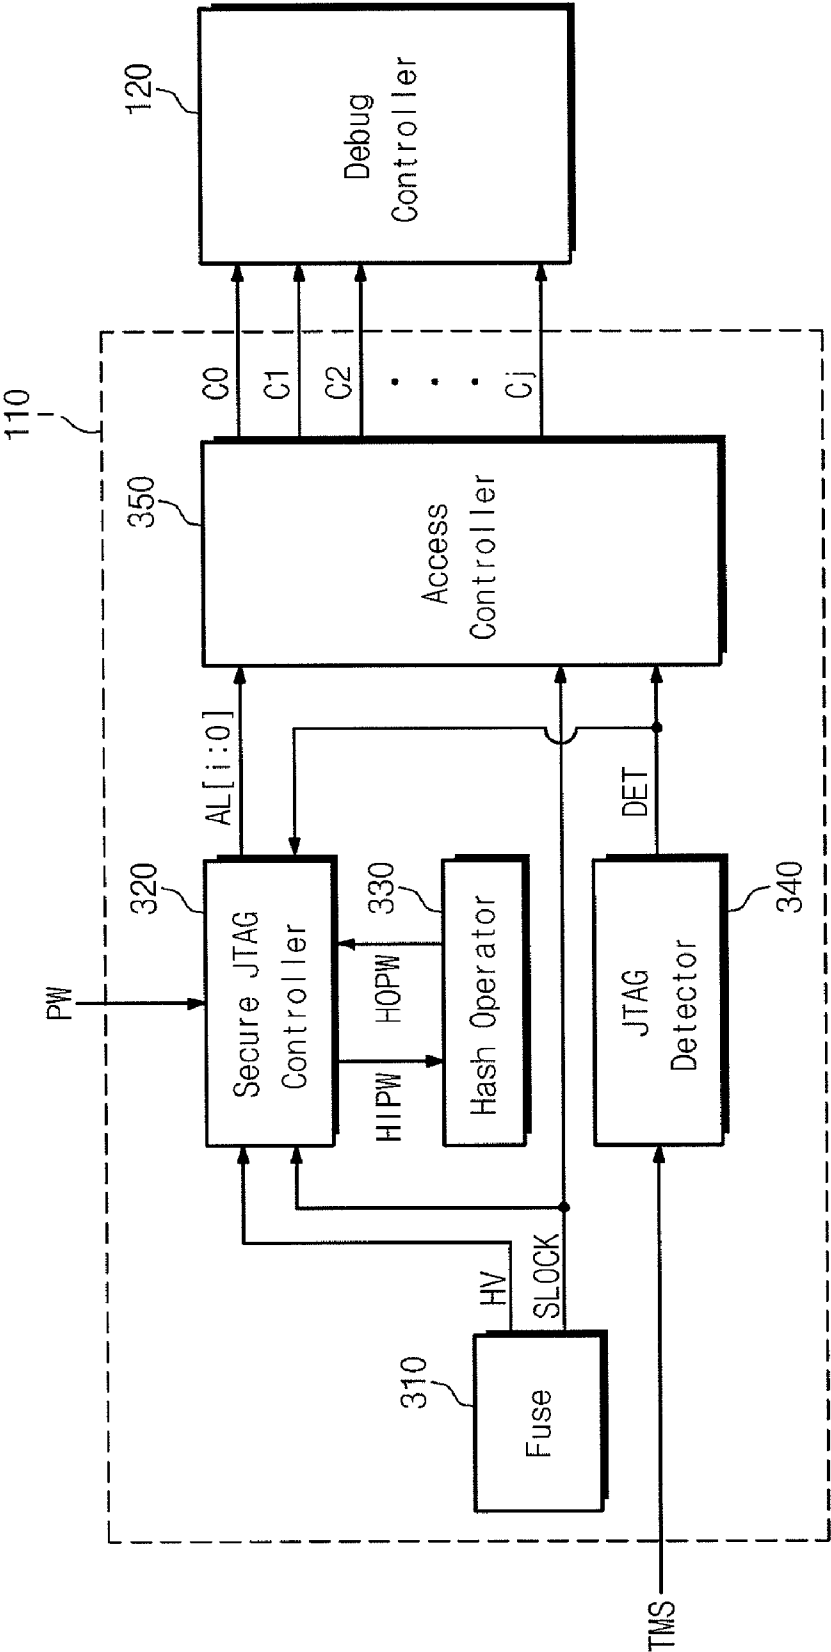 110
PW
320
Secure JTAG
Controller
AL[i:0]
350
Access
Controller
C0
C1
C2
. . .
Cj
120
Debug
Controller
HIPW
HOPW
330
Hash Operator
310
Fuse
HV
SLOCK
JTAG
Detector
340
DET
TMS